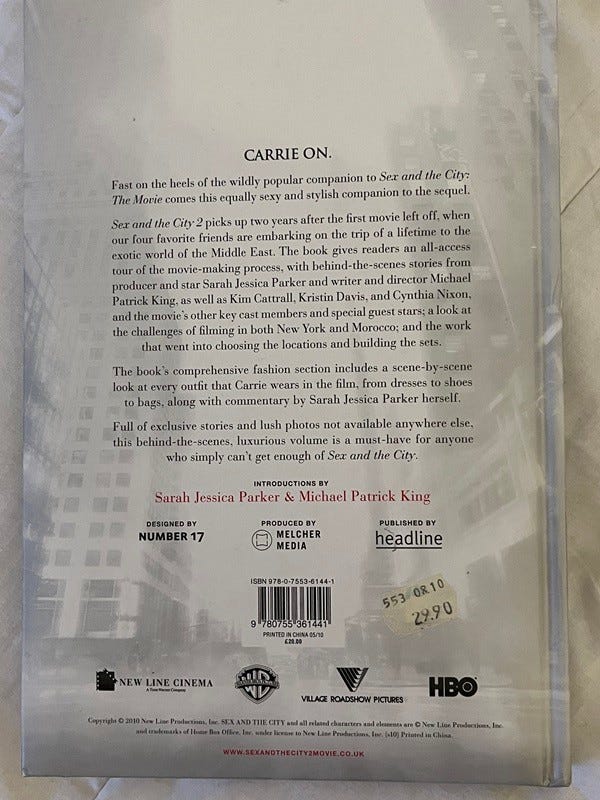 CARRIE ON.
Fast on the heels of the wildly popular companion to Sex and the City:
The Movie comes this equally sexy and stylish companion to the sequel.
Sex and the City 2 picks up two years after the first movie left off, when
our four favorite friends are embarking on the trip of a lifetime to the
exotic world of the Middle East. The book gives readers an all-access
tour of the movie-making process, with behind-the-scenes stories from
producer and star Sarah Jessica Parker and writer and director Michael
Patrick King, as well as Kim Cattrall, Kristin Davis, and Cynthia Nixon,
and the movie's other key cast members and special guest stars; a look at
the challenges of filming in both New York and Morocco; and the work
that went into choosing the locations and building the sets.
The book's comprehensive fashion section includes a scene-by-scene
look at every outfit that Carrie wears in the film, from dresses to shoes
to bags, along with commentary by Sarah Jessica Parker herself.
Full of exclusive stories and lush photos not available anywhere else,
this behind-the-scenes, luxurious volume is a must-have for anyone
who simply can't get enough of Sex and the City.
INTRODUCTIONS BY
Sarah Jessica Parker & Michael Patrick King
DESIGNED BY
NUMBER 17
PRODUCED BY
MELCHER
MEDIA
PUBLISHED BY
headline
ISBN 978-0-7553-6144-1
9 780755 361441
PRINTED IN CHINA 05/10
£20.00
553 08 10
29.90
NEW LINE CINEMA
A Time Warner Company
WB
VILLAGE ROADSHOW PICTURES
HBO
Copyright © 2010 New Line Productions, Inc. SEX AND THE CITY and all related characters and elements are © New Line Productions, Inc.
and trademarks of Home Box Office, Inc. under license to New Line Productions, Inc. (s10) Printed in China.
WWW.SEXANDTHECITY2MOVIE.CO.UK